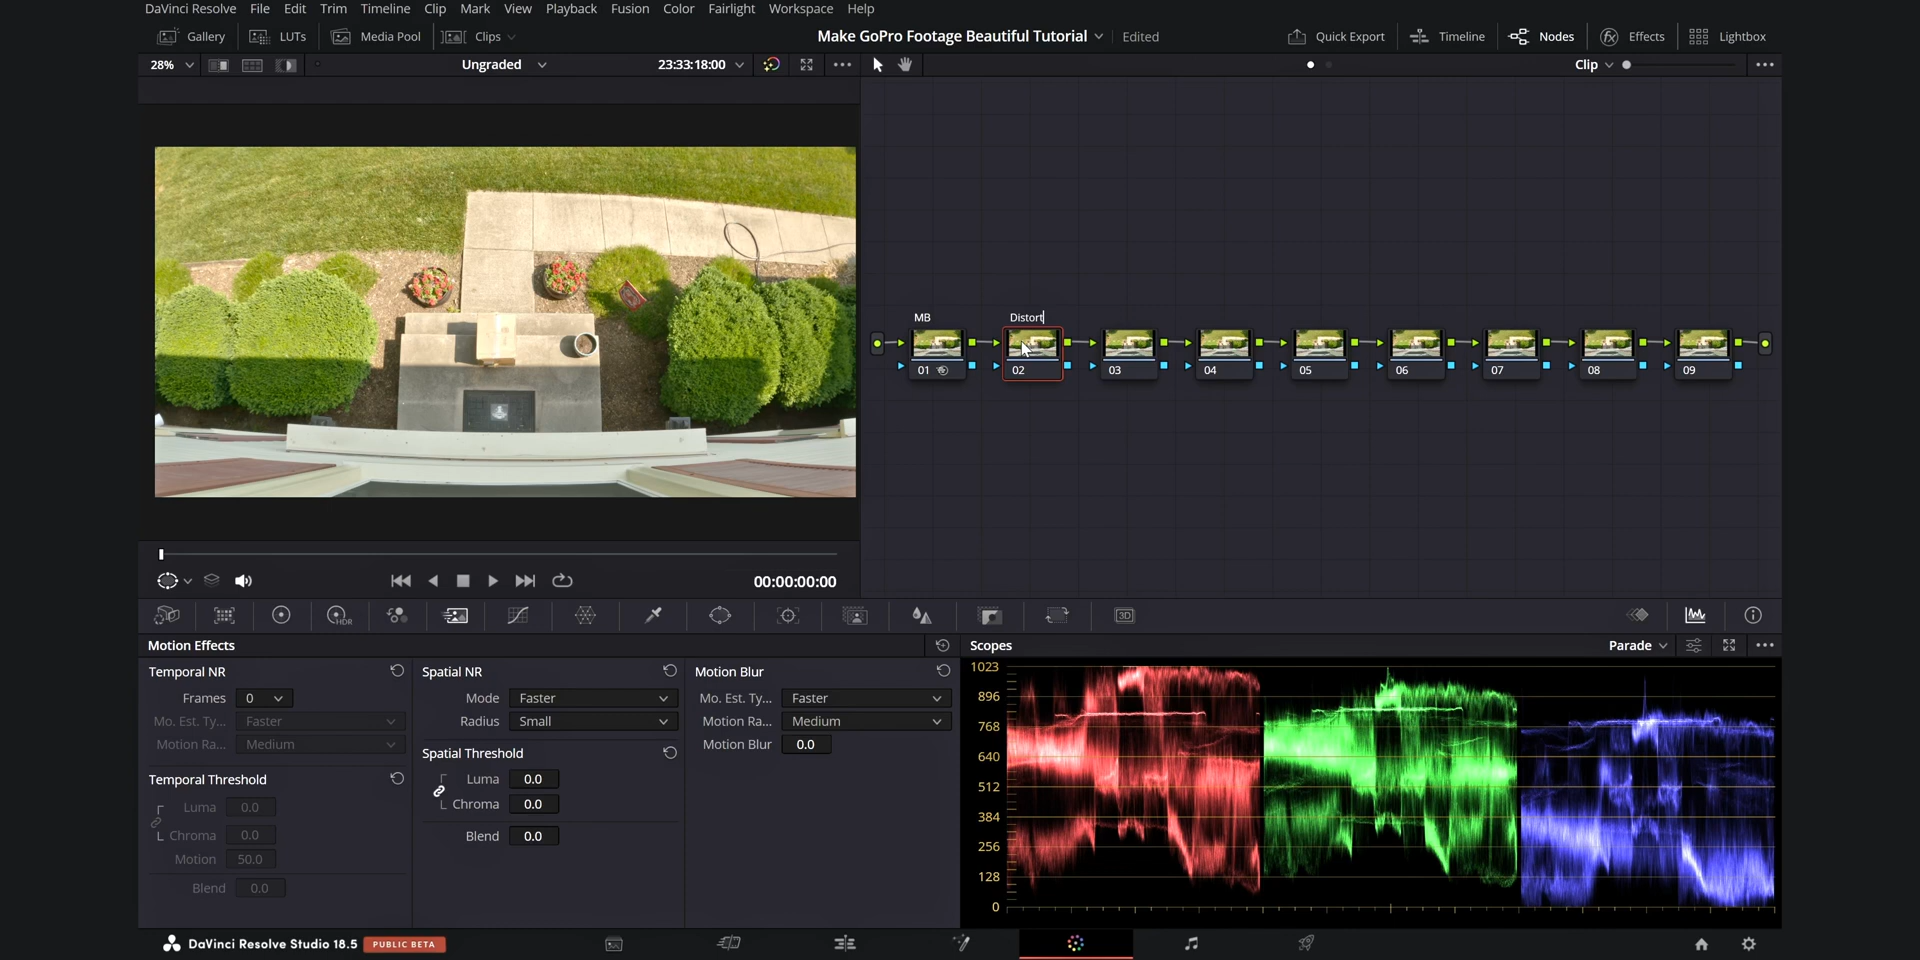 DaVinci Resolve File Edit Trim Timeline Clip Mark View Playback Fusion Color Fairlight Workspace Help
Gallery LUTs Media Pool Clips Make GoPro Footage Beautiful Tutorial Edited Quick Export Timeline Nodes Effects Lightbox
28% Ungraded 23:33:18:00 Clip
MB Distort
01 02 03 04 05 06 07 08 09
00:00:00:00
HDR 3D
Motion Effects Scopes Parade
Temporal NR Spatial NR Motion Blur
Frames 0 Mode Faster Mo. Est. Ty... Faster
Mo. Est. Ty... Faster Radius Small Motion Ra... Medium
Motion Ra... Medium Spatial Threshold Motion Blur 0.0
Temporal Threshold Luma 0.0
Luma 0.0 Chroma 0.0
Chroma 0.0 Blend 0.0
Motion 50.0
Blend 0.0
1023
896
768
640
512
384
256
128
0
DaVinci Resolve Studio 18.5 PUBLIC BETA